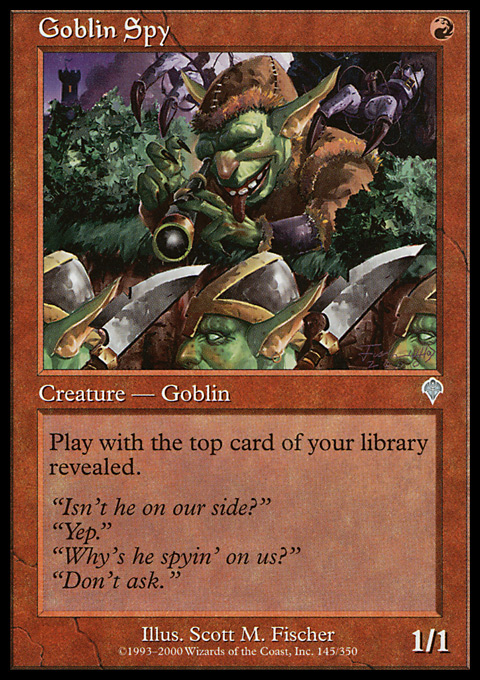 Goblin Spy
Creature — Goblin
Play with the top card of your library
revealed.
“Isn’t he on our side?”
“Yep.”
“Why’s he spyin’ on us?”
“Don’t ask.”
Illus. Scott M. Fischer
1/1
©1993–2000 Wizards of the Coast, Inc. 145/350